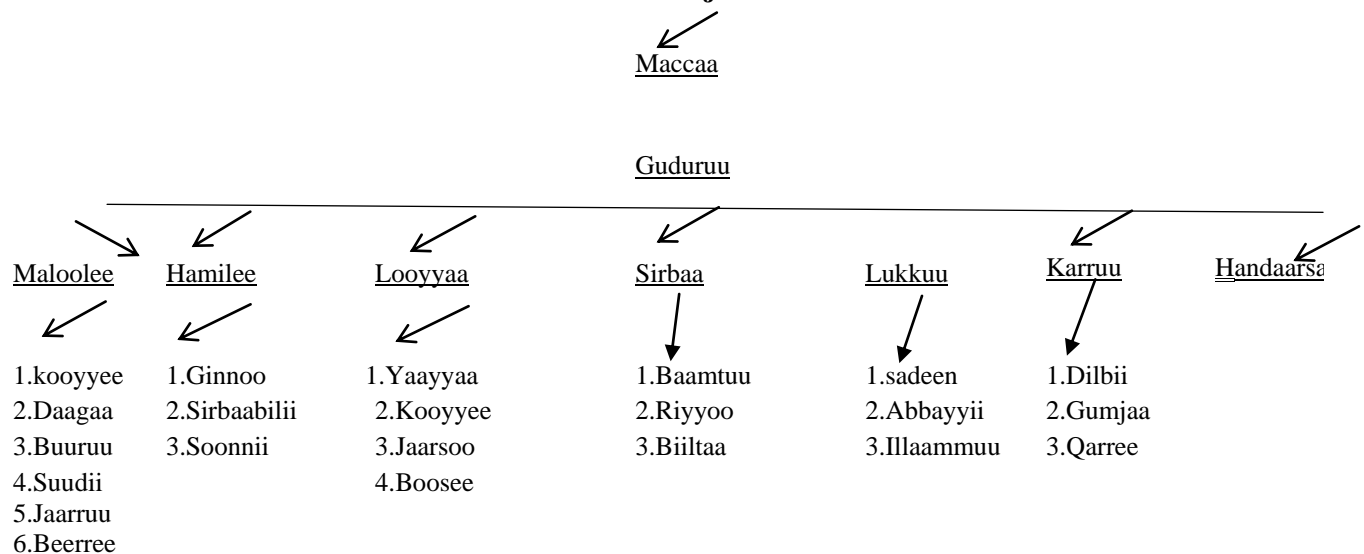 Maccaa
Guduruu
Maloolee Hamilee Looyyaa Sirbaa Lukkuu Karruu Handaarsa
1.kooyyee 1.Ginnoo 1.Yaayyaa 1.Baamtuu 1.sadeen 1.Dilbii
2.Daagaa 2.Sirbaabilii 2.Kooyyee 2.Riyyoo 2.Abbayyii 2.Gumjaa
3.Buuruu 3.Soonnii 3.Jaarsoo 3.Biiltaa 3.Illaammuu 3.Qarree
4.Suudii 4.Boosee
5.Jaarruu
6.Beerree